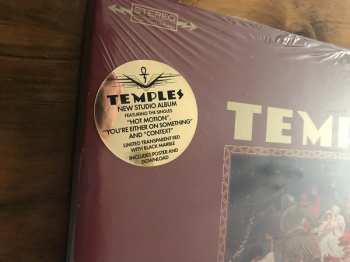 STEREO
TEMPLES
NEW STUDIO ALBUM
FEATURING THE SINGLES
"HOT MOTION",
"YOU'RE EITHER ON SOMETHING"
AND "CONTEXT"
LIMITED TRANSPARENT RED
WITH BLACK MARBLE
INCLUDES POSTER AND
DOWNLOAD
TEMP